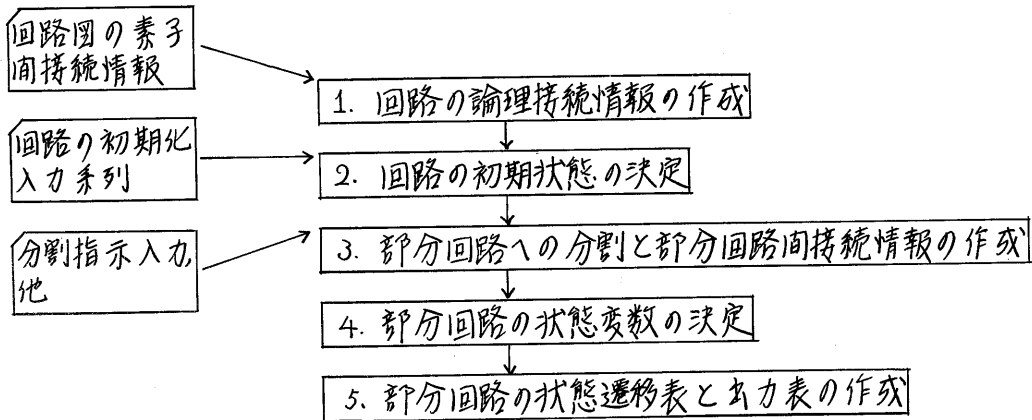 回路図の素子
間接続情報
1. 回路の論理接続情報の作成
回路の初期化
入力系列
2. 回路の初期状態の決定
分割指示入力,
他
3. 部分回路への分割と部分回路間接続情報の作成
4. 部分回路の状態変数の決定
5. 部分回路の状態遷移表と出力表の作成